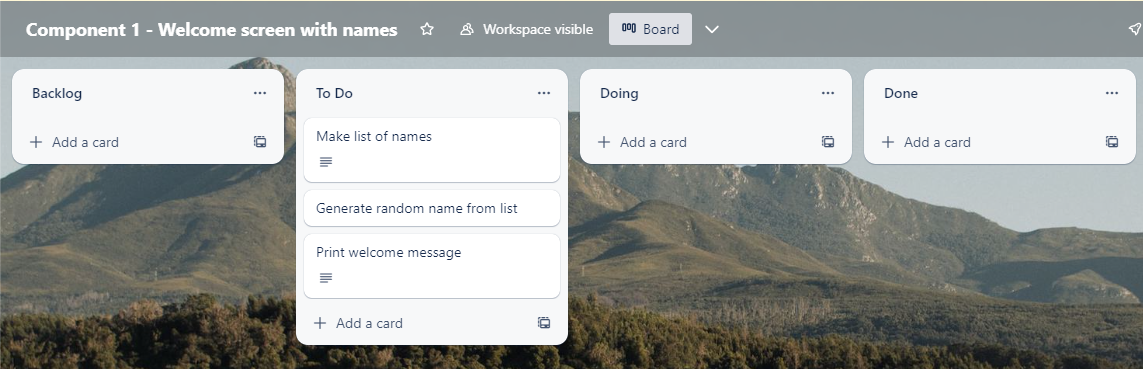 Component 1 - Welcome screen with names
Workspace visible
Board
Backlog
Add a card
To Do
Make list of names
Generate random name from list
Print welcome message
Add a card
Doing
Add a card
Done
Add a card